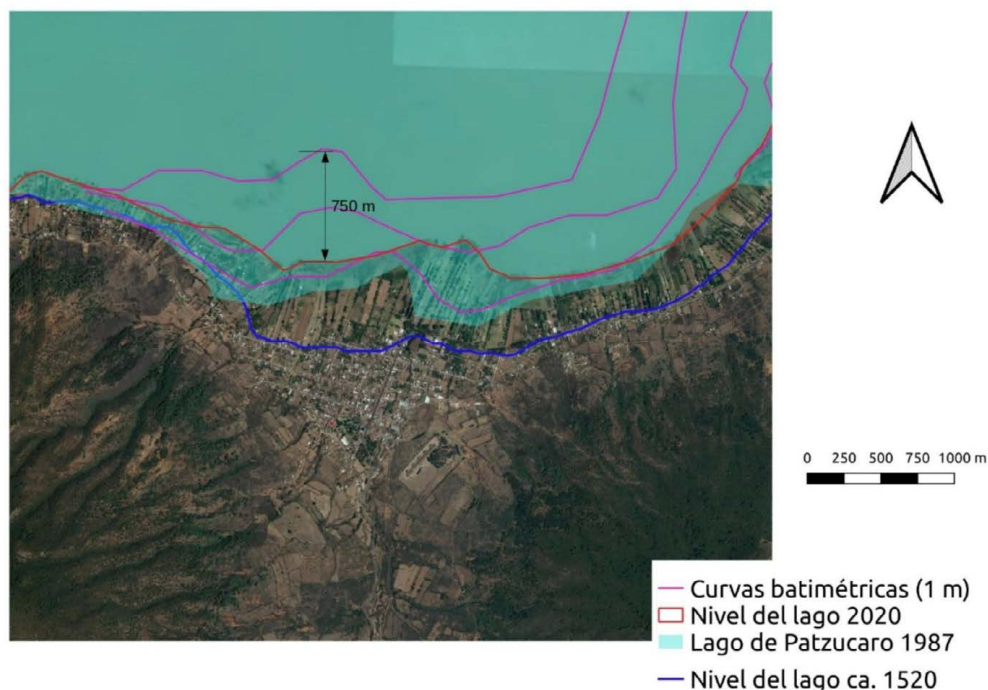 750 m
0 250 500 750 1000 m
Curvas batimétricas (1 m)
Nivel del lago 2020
Lago de Patzucaro 1987
Nivel del lago ca. 1520